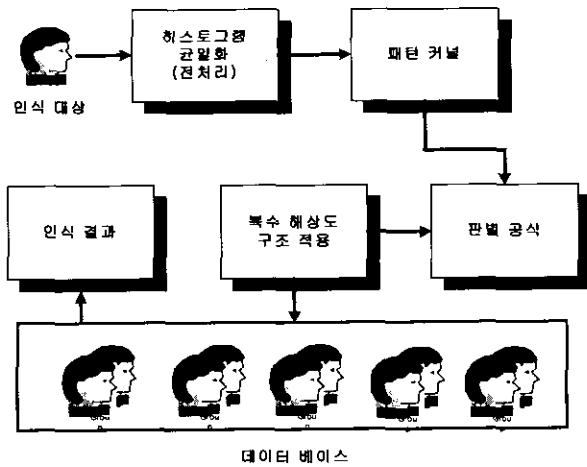 히스토그램
균일화
(전처리)
패턴 커널
인식 대상
인식 결과
복수 해상도
구조 적용
판별 공식
데이터 베이스